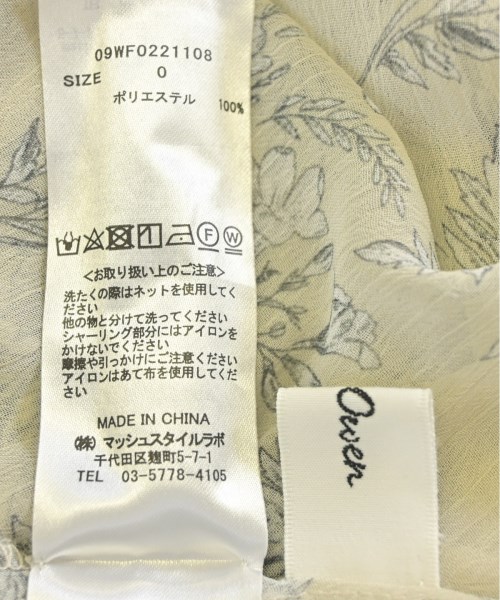 09WFO221108
SIZE 0
ポリエステル 100%
F W
<お取り扱い上のご注意>
洗たくの際はネットを使用してく
ださい
他の物と分けて洗ってください
シャーリング部分にはアイロンを
かけないでください
摩擦や引っかけにご注意ください
アイロンはあて布を使用してくだ
さい
MADE IN CHINA
(株) マッシュスタイルラボ
千代田区麹町5-7-1
TEL 03-5778-4105
Owen